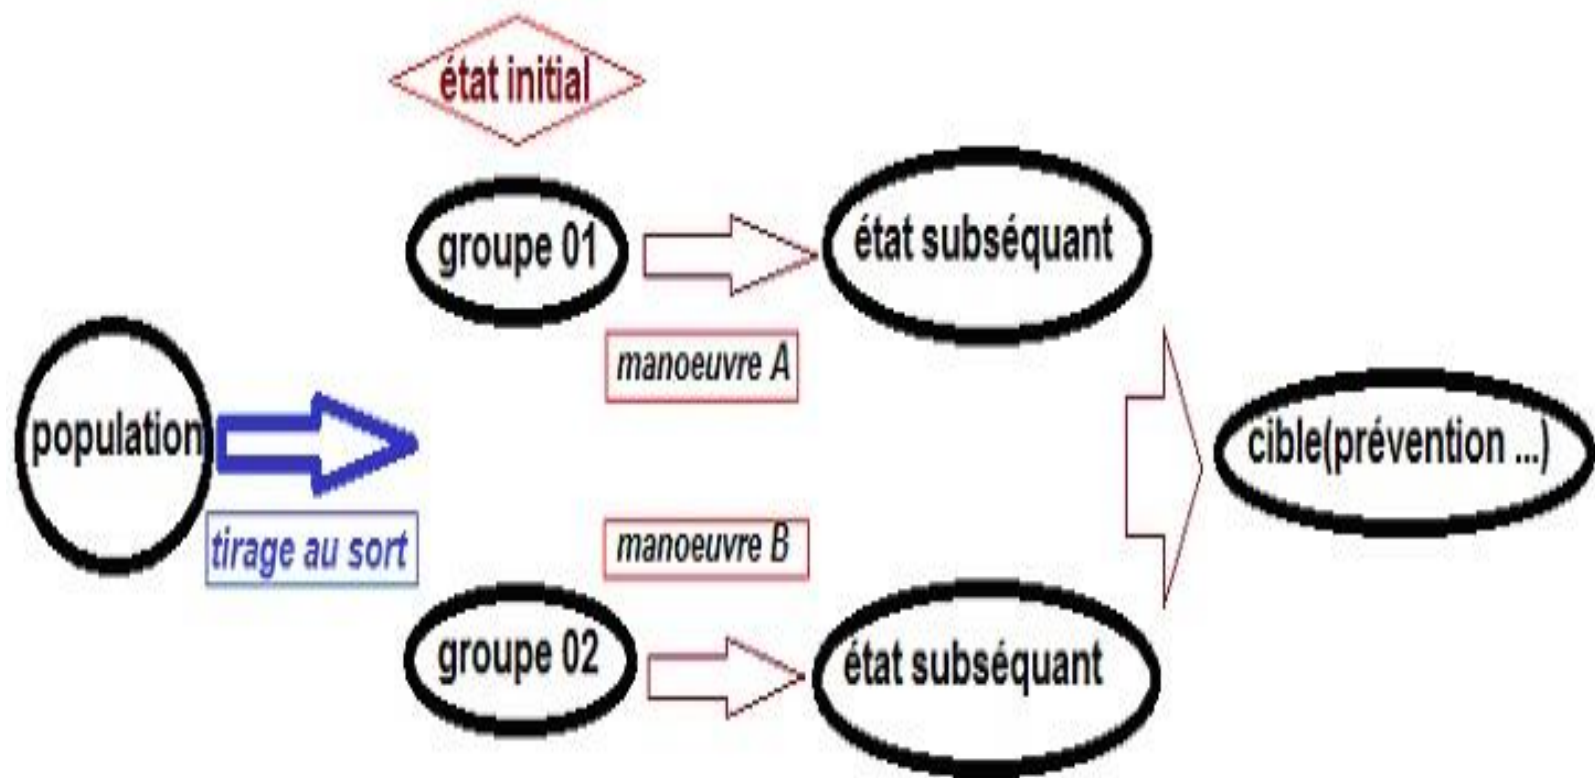 état initial
groupe 01
état subséquant
manoeuvre A
population
cible(prévention ...)
tirage au sort
manoeuvre B
groupe 02
état subséquant